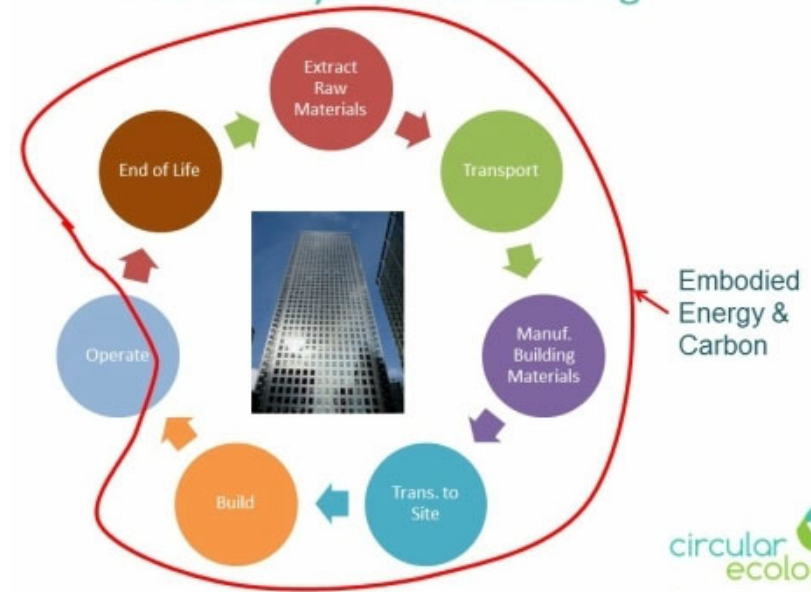 Extract
Raw
Materials
End of Life
Transport
Embodied
Energy &
Carbon
Operate
Manuf.
Building
Materials
Build
Trans. to
Site
circular
ecolo